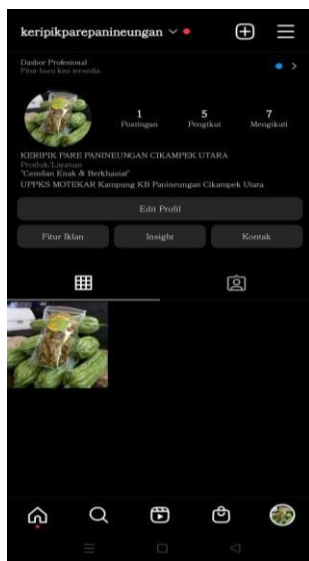 keripikparepanineungan
Dasbor Profesional
Fitur baru kini tersedia.
1 5 7
Postingan Pengikut Mengikuti
KERIPIK PARE PANINEUNGAN CIKAMPEK UTARA
Produk/Layanan
"Cemilan Enak & Berkhasiat"
UPPKS MOTEKAR Kampung KB Panineungan Cikampek Utara
Edit Profil
Fitur Iklan Insight Kontak